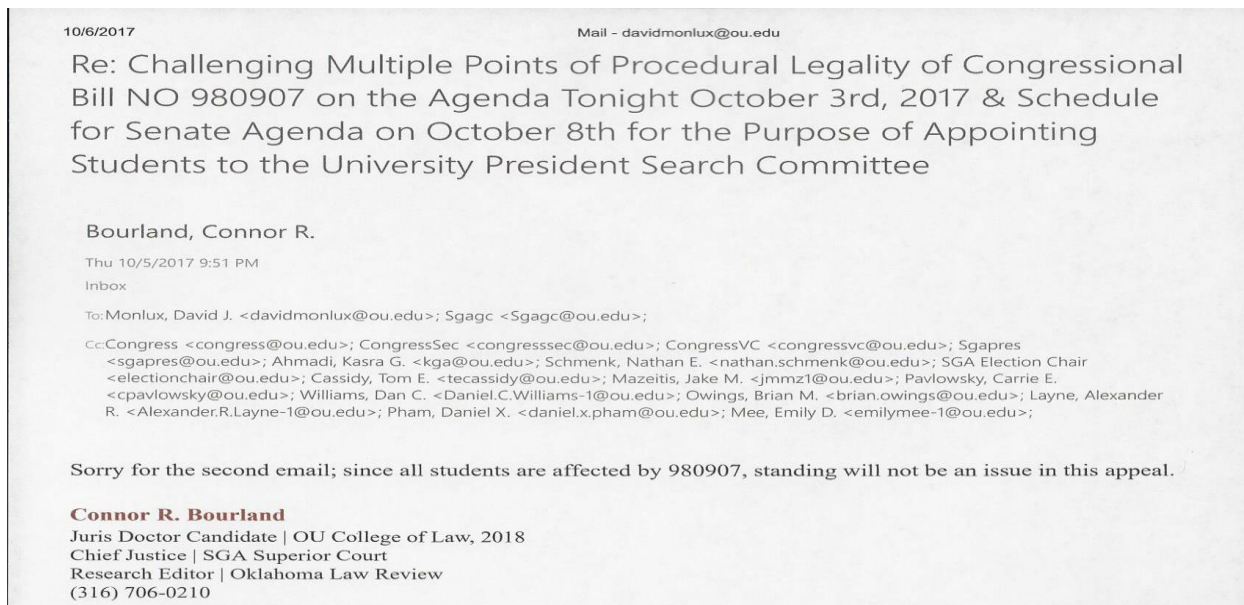 10/6/2017
Mail - davidmonlux@ou.edu
Re: Challenging Multiple Points of Procedural Legality of Congressional
Bill NO 980907 on the Agenda Tonight October 3rd, 2017 & Schedule
for Senate Agenda on October 8th for the Purpose of Appointing
Students to the University President Search Committee
Bourland, Connor R.
Thu 10/5/2017 9:51 PM
Inbox
To: Monlux, David J. <davidmonlux@ou.edu>; Sgagc <Sgagc@ou.edu>;
Cc: Congress <congress@ou.edu>; CongressSec <congresssec@ou.edu>; CongressVC <congressvc@ou.edu>; Sgapres
<sgapres@ou.edu>; Ahmadi, Kasra G. <kga@ou.edu>; Schmenk, Nathan E. <nathan.schmenk@ou.edu>; SGA Election Chair
<electionchair@ou.edu>; Cassidy, Tom E. <tecassidy@ou.edu>; Mazeitis, Jake M. <jmmz1@ou.edu>; Pavlowsky, Carrie E.
<cpavlowsky@ou.edu>; Williams, Dan C. <Daniel.C.Williams-1@ou.edu>; Owings, Brian M. <brian.owings@ou.edu>; Layne, Alexander
R. <Alexander.R.Layne-1@ou.edu>; Pham, Daniel X. <daniel.x.pham@ou.edu>; Mee, Emily D. <emilymee-1@ou.edu>;
Sorry for the second email; since all students are affected by 980907, standing will not be an issue in this appeal.
Connor R. Bourland
Juris Doctor Candidate | OU College of Law, 2018
Chief Justice | SGA Superior Court
Research Editor | Oklahoma Law Review
(316) 706-0210